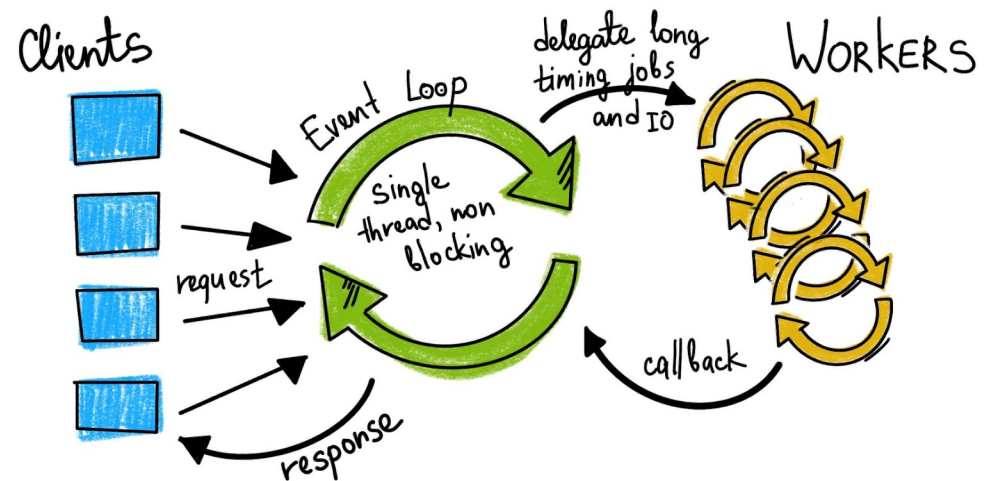 Clients
Event Loop
delegate long
timing jobs
and IO
WORKERS
Single
thread, non
blocking
request
callback
response